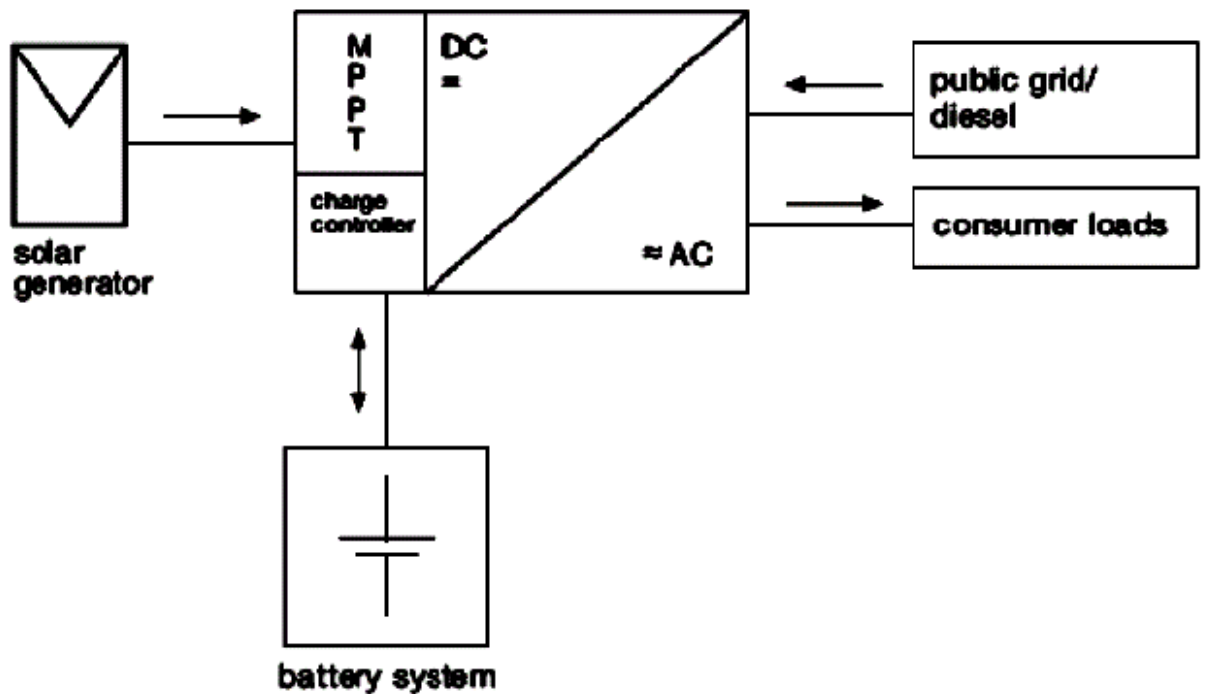 M
P
P
T
DC
=
charge
controller
≈ AC
solar
generator
public grid/
diesel
consumer loads
battery system